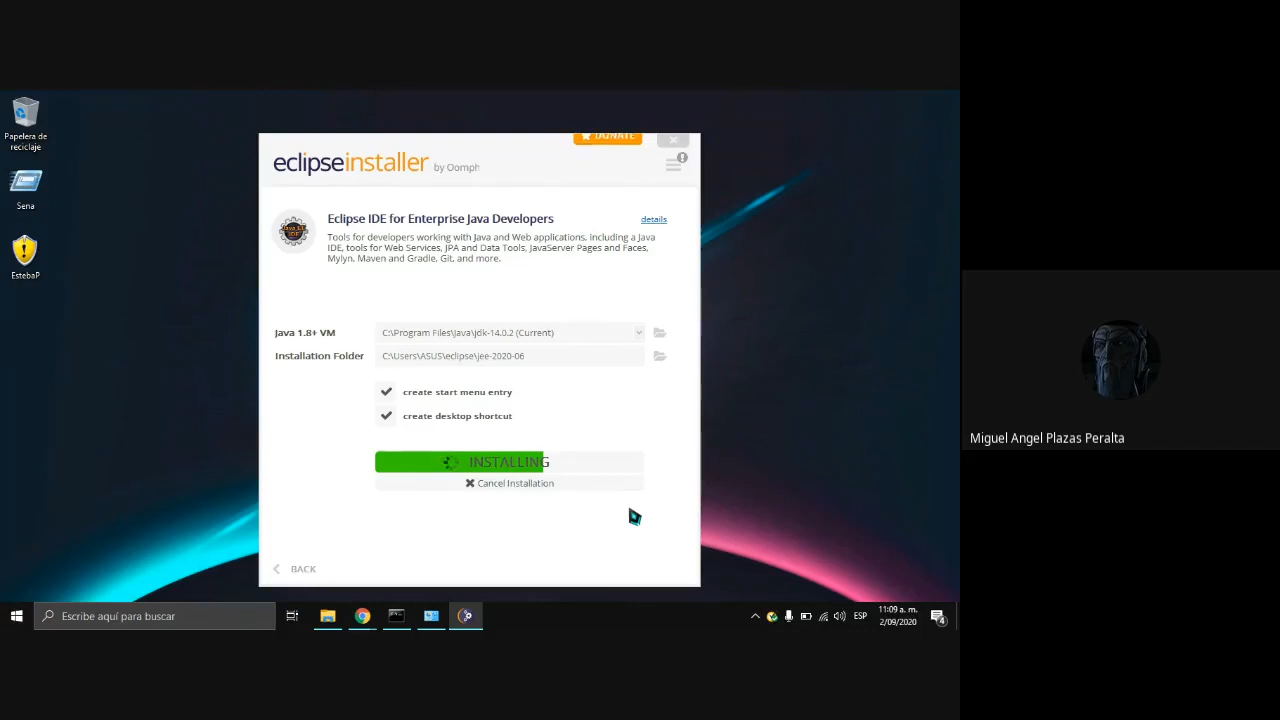 Papelera de
reciclaje
Sena
EstebaP
DONATE
eclipseinstaller by Oomph
Eclipse IDE for Enterprise Java Developers
details
Tools for developers working with Java and Web applications, including a Java
IDE, tools for Web Services, JPA and Data Tools, JavaServer Pages and Faces,
Mylyn, Maven and Gradle, Git, and more.
Java 1.8+ VM
C:\Program Files\Java\jdk-14.0.2 (Current)
Installation Folder
C:\Users\ASUS\eclipse\jee-2020-06
create start menu entry
create desktop shortcut
INSTALLING
Cancel Installation
BACK
Miguel Angel Plazas Peralta
Escribe aquí para buscar
ESP
11:09 a. m.
2/09/2020
4